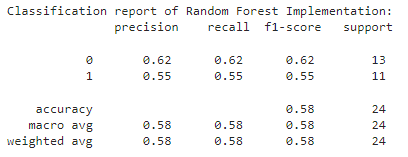 Classification report of Random Forest Implementation:
precision recall f1-score support
0 0.62 0.62 0.62 13
1 0.55 0.55 0.55 11
accuracy 0.58 24
macro avg 0.58 0.58 0.58 24
weighted avg 0.58 0.58 0.58 24